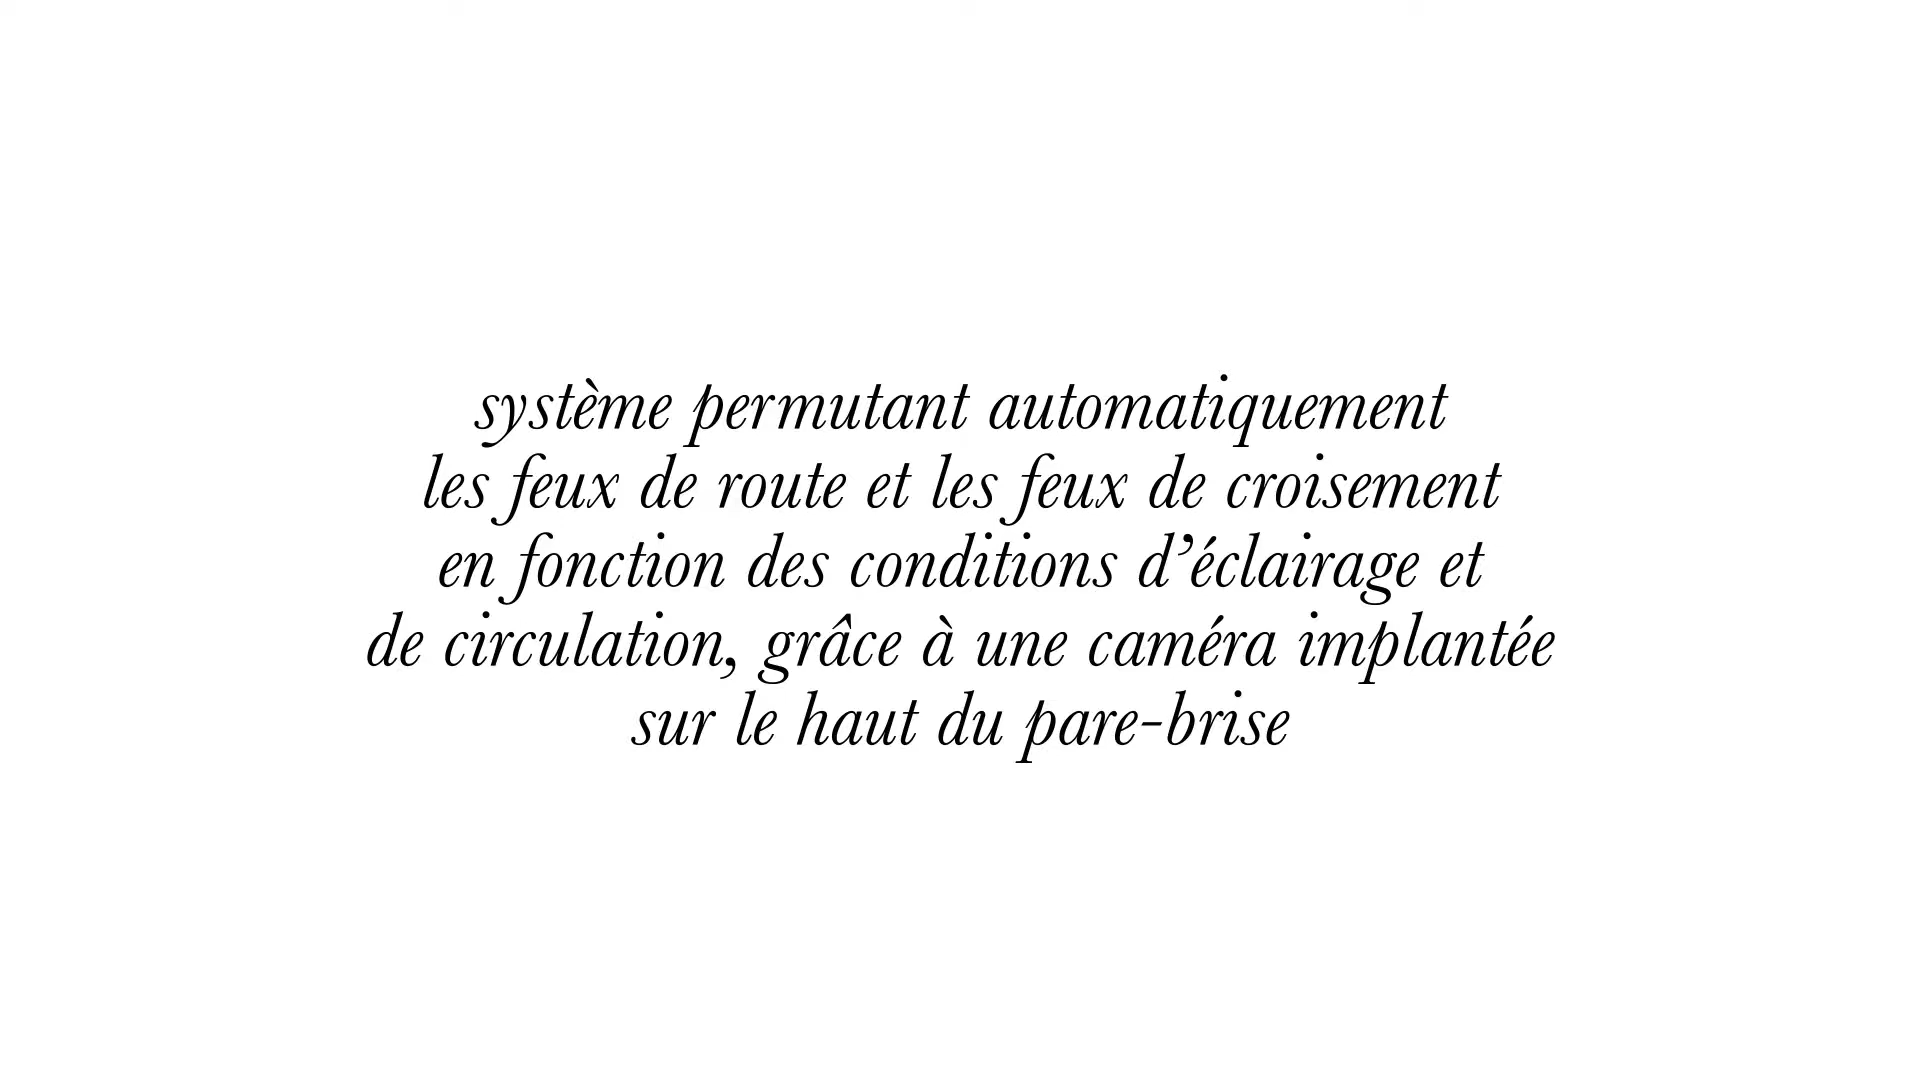 système permutant automatiquement
les feux de route et les feux de croisement
en fonction des conditions d’éclairage et
de circulation, grâce à une caméra implantée
sur le haut du pare-brise